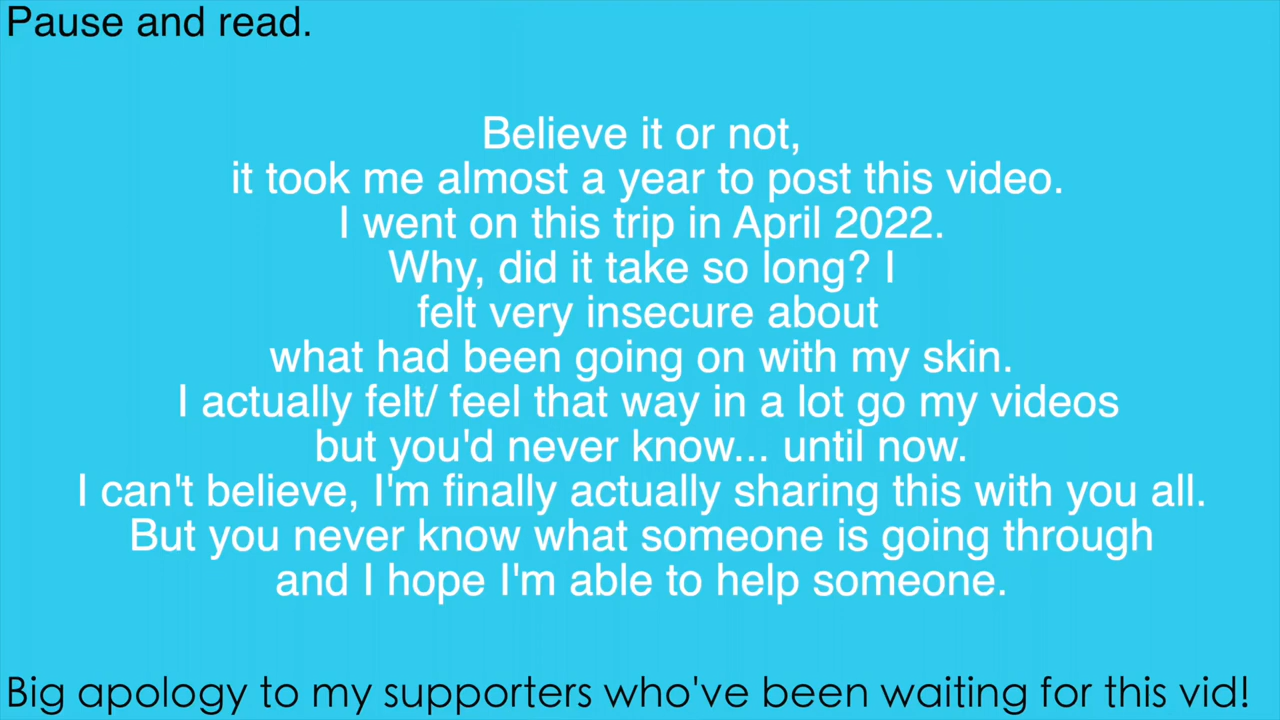 Pause and read.
Believe it or not,
it took me almost a year to post this video.
I went on this trip in April 2022.
Why, did it take so long? I
felt very insecure about
what had been going on with my skin.
I actually felt/ feel that way in a lot go my videos
but you'd never know... until now.
I can't believe, I'm finally actually sharing this with you all.
But you never know what someone is going through
and I hope I'm able to help someone.
Big apology to my supporters who've been waiting for this vid!